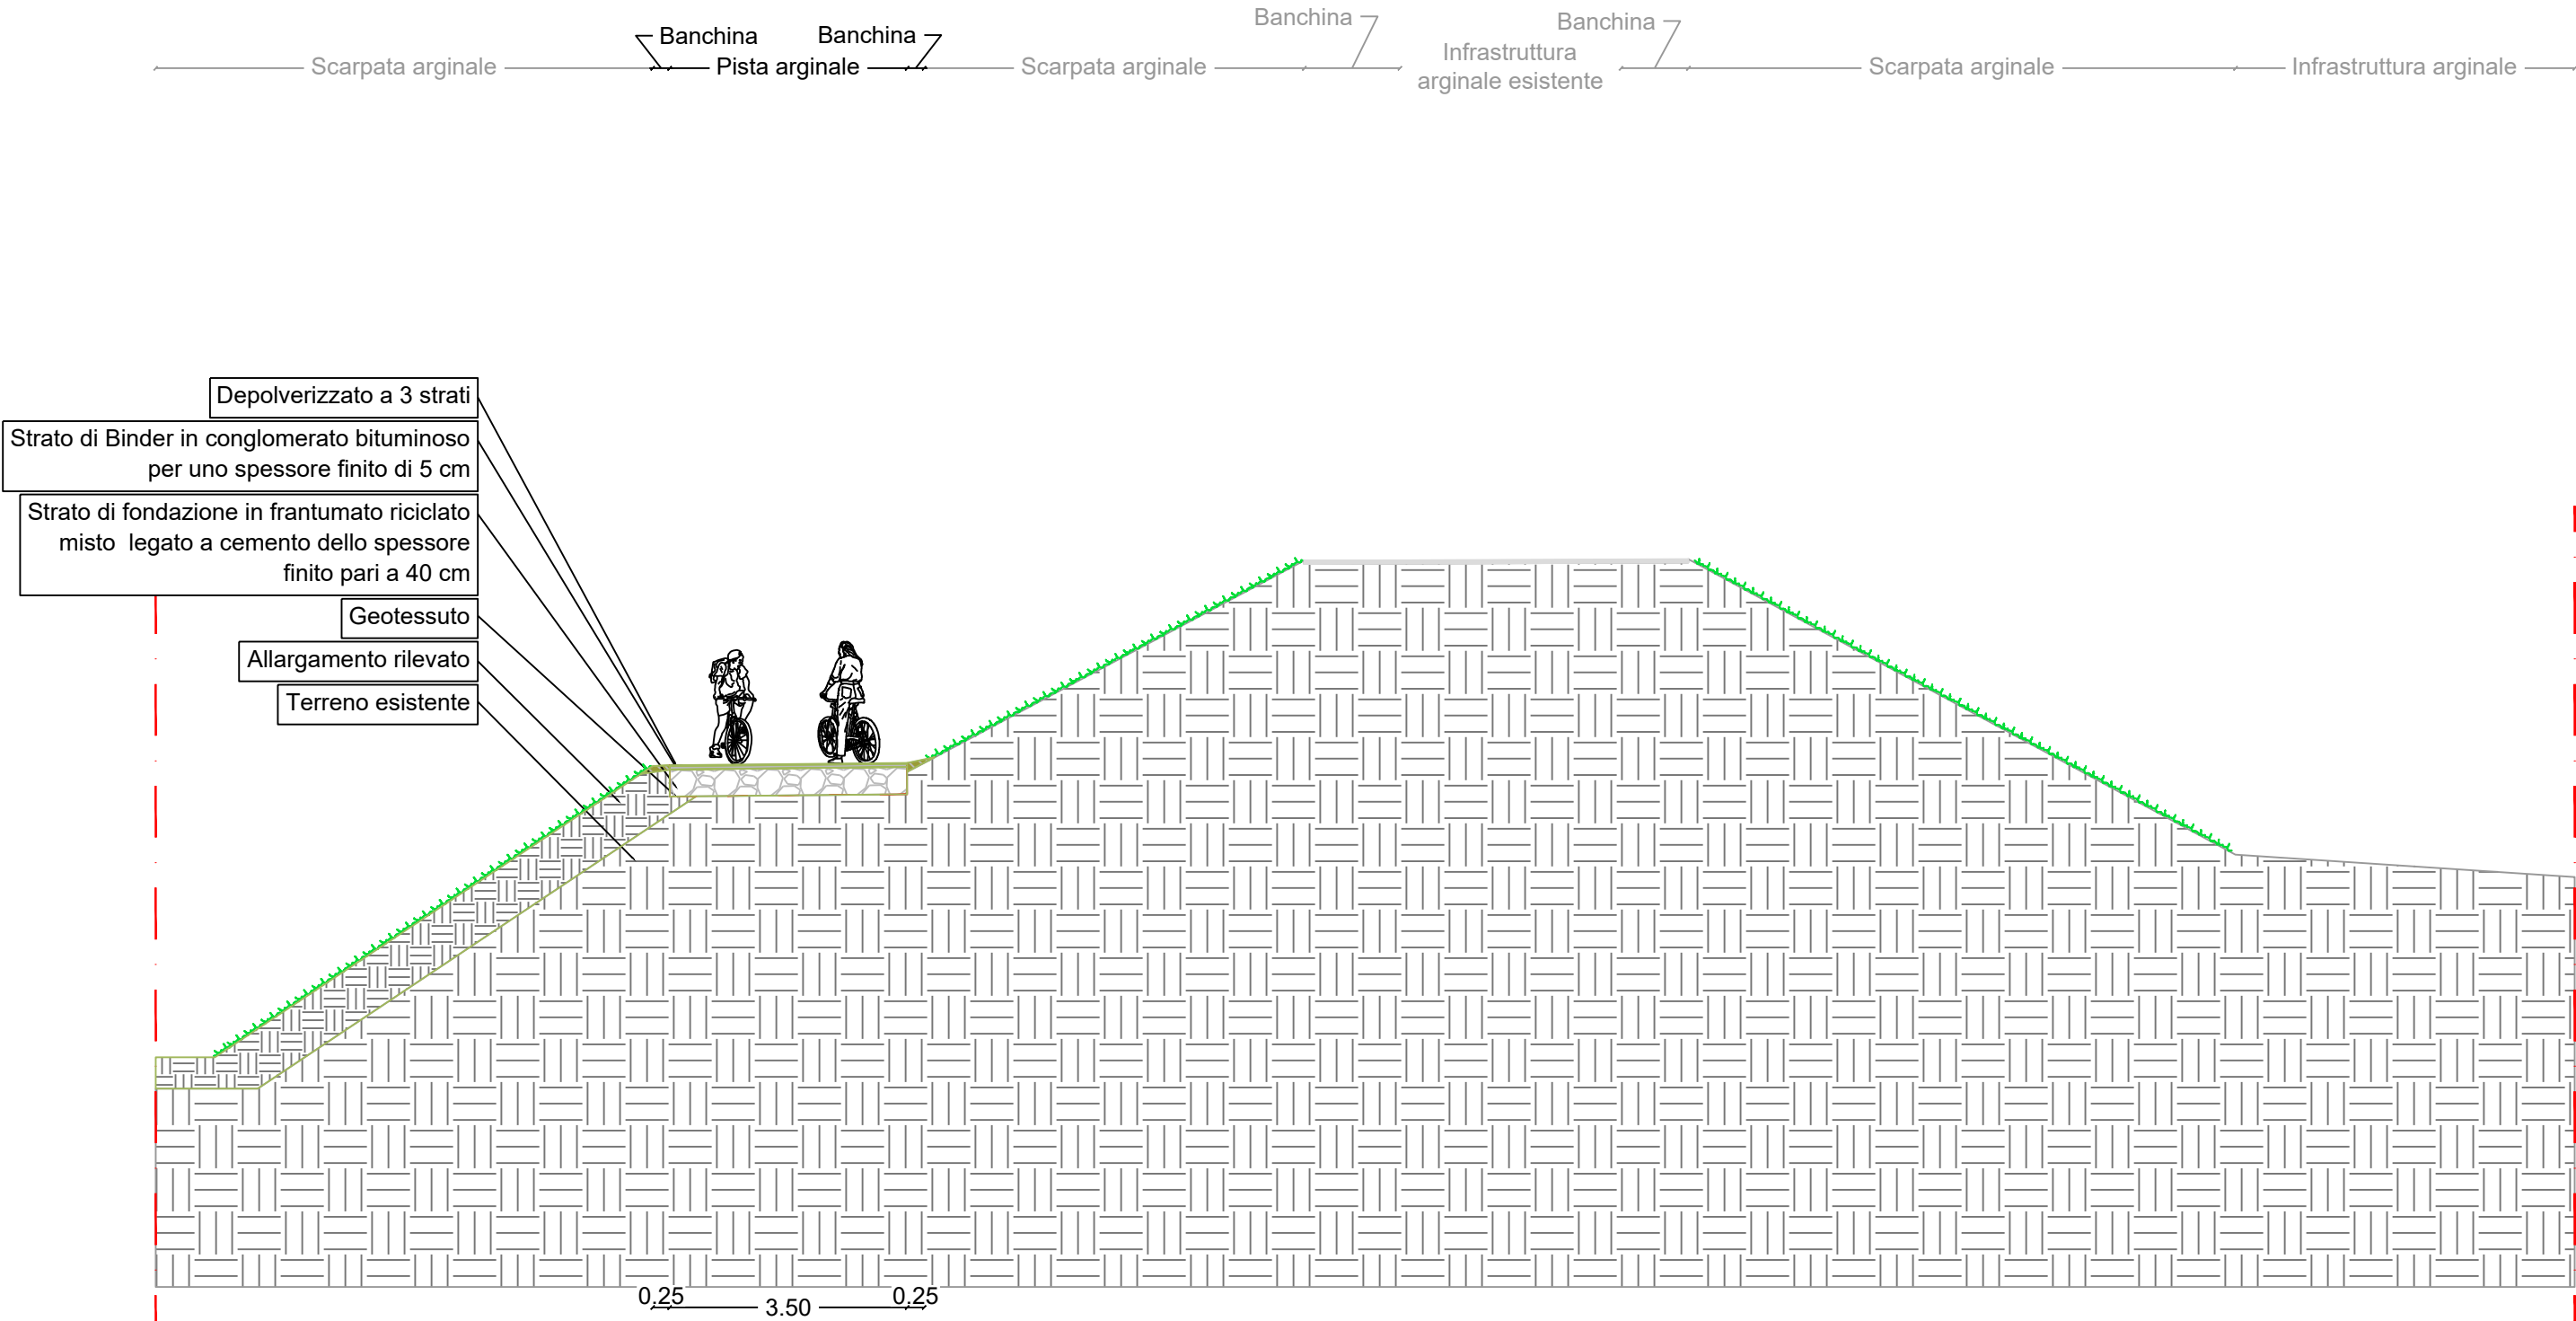 Banchina
Banchina
Banchina
Banchina
Scarpata arginale
Pista arginale
Scarpata arginale
Infrastruttura
arginale esistente
Scarpata arginale
Infrastruttura arginale
Depolverizzato a 3 strati
Strato di Binder in conglomerato bituminoso
per uno spessore finito di 5 cm
Strato di fondazione in frantumato riciclato
misto  legato a cemento dello spessore
finito pari a 40 cm
Geotessuto
Allargamento rilevato
Terreno esistente
0.25
3.50
0.25